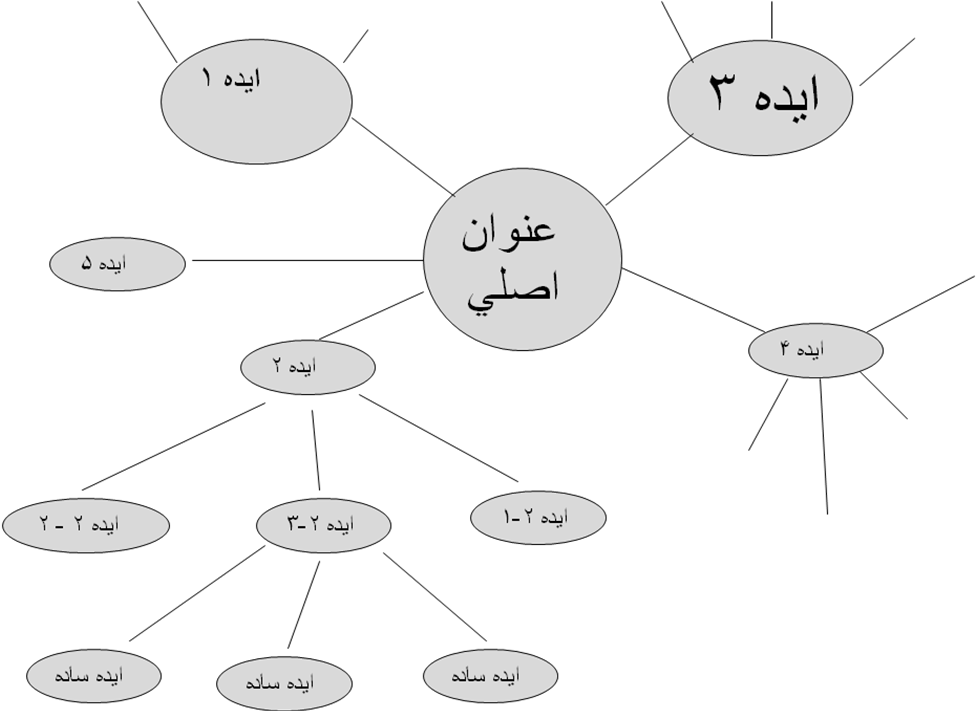 ایده ۱
ایده ۳
عنوان
اصلي
ایده ۵
ایده ۴
ایده ۲
ایده ۲ - ۲
ایده ۲-۳
ایده ۲-۱
ایده ساده
ایده ساده
ایده ساده